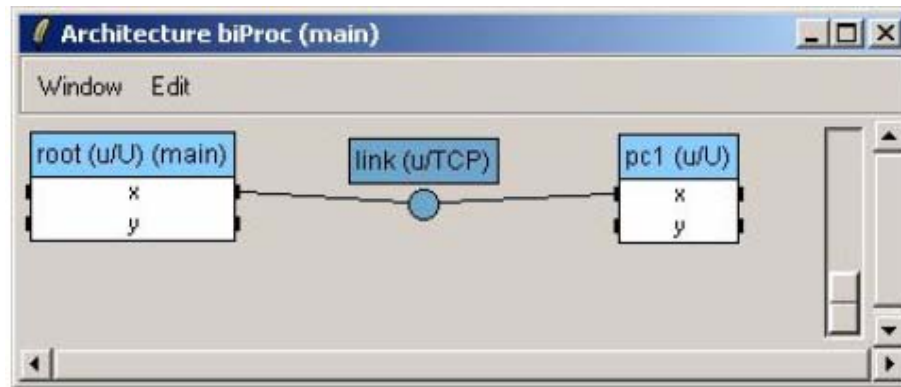 Architecture biProc (main)
Window Edit
root (u/U) (main)
x
y
link (u/TCP)
pc1 (u/U)
x
y